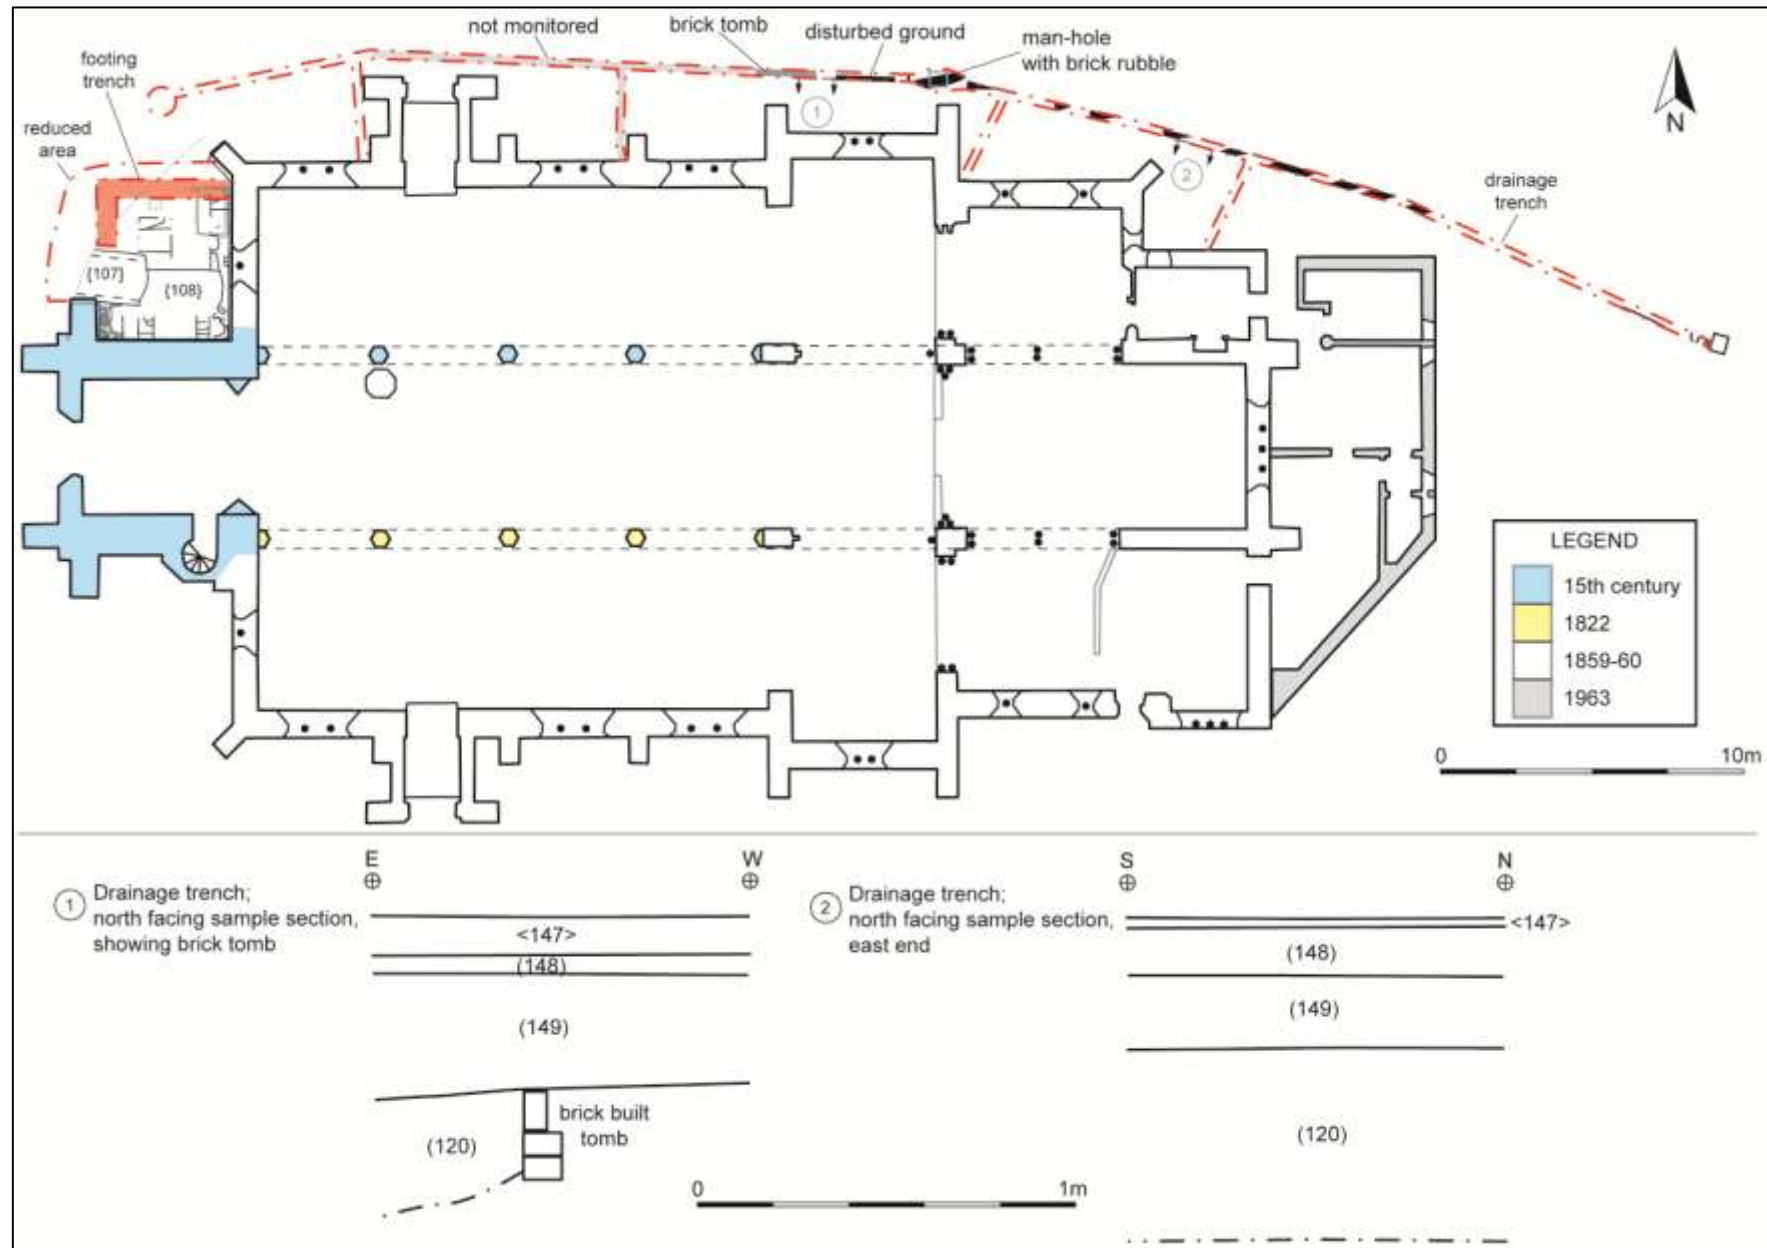 not monitored
brick tomb
disturbed ground
man-hole
with brick rubble
footing
trench
reduced
area
N
1
2
drainage
trench
{107}
{108}
LEGEND
15th century
1822
1859-60
1963
0 10m
E W
1 Drainage trench;
north facing sample section,
showing brick tomb
<147>
(148)
(149)
(120)
brick built
tomb
0 1m
S N
2 Drainage trench;
north facing sample section,
east end
<147>
(148)
(149)
(120)